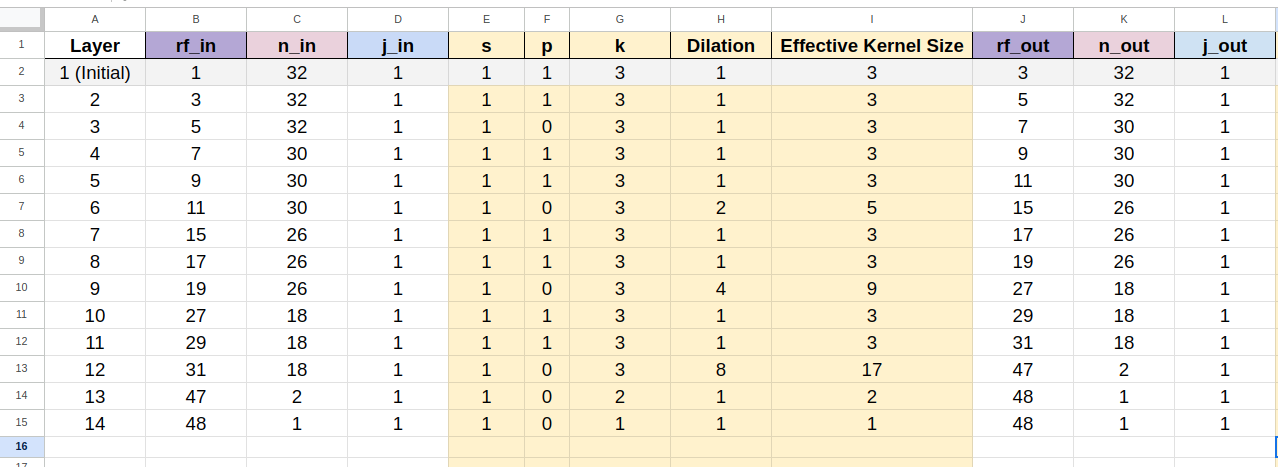 A B C D E F G H I J K L
1 Layer rf_in n_in j_in s p k Dilation Effective Kernel Size rf_out n_out j_out
2 1 (Initial) 1 32 1 1 1 3 1 3 3 32 1
3 2 3 32 1 1 1 3 1 3 5 32 1
4 3 5 32 1 1 0 3 1 3 7 30 1
5 4 7 30 1 1 1 3 1 3 9 30 1
6 5 9 30 1 1 1 3 1 3 11 30 1
7 6 11 30 1 1 0 3 2 5 15 26 1
8 7 15 26 1 1 1 3 1 3 17 26 1
9 8 17 26 1 1 1 3 1 3 19 26 1
10 9 19 26 1 1 0 3 4 9 27 18 1
11 10 27 18 1 1 1 3 1 3 29 18 1
12 11 29 18 1 1 1 3 1 3 31 18 1
13 12 31 18 1 1 0 3 8 17 47 2 1
14 13 47 2 1 1 0 2 1 2 48 1 1
15 14 48 1 1 1 0 1 1 1 48 1 1
16
17